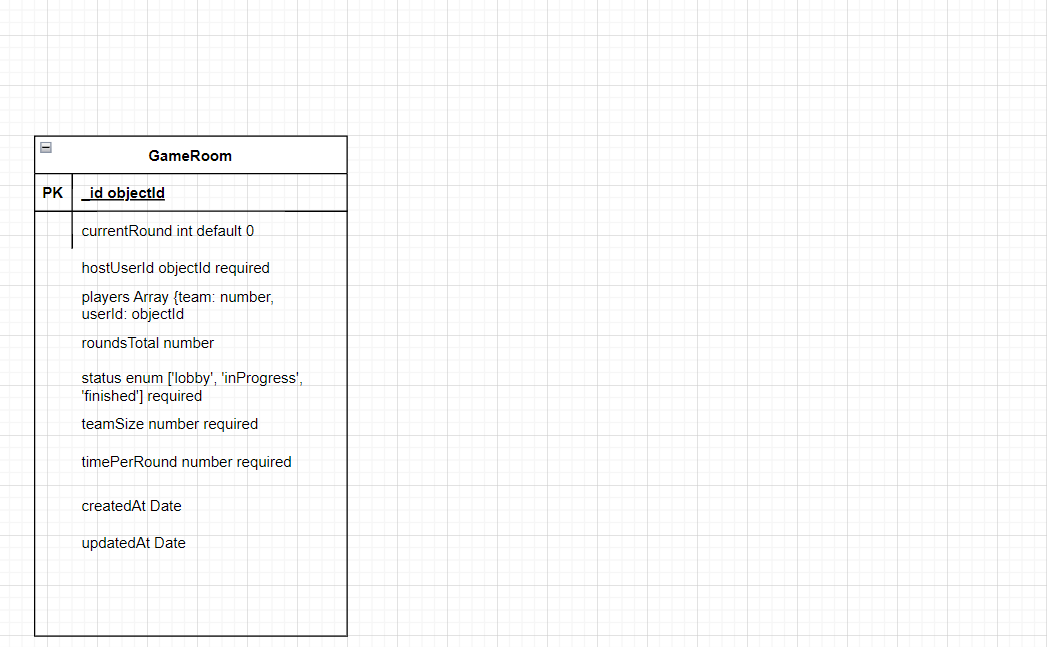 GameRoom
PK _id objectId
currentRound int default 0
hostUserId objectId required
players Array {team: number,
userId: objectId
roundsTotal number
status enum ['lobby', 'inProgress',
'finished'] required
teamSize number required
timePerRound number required
createdAt Date
updatedAt Date